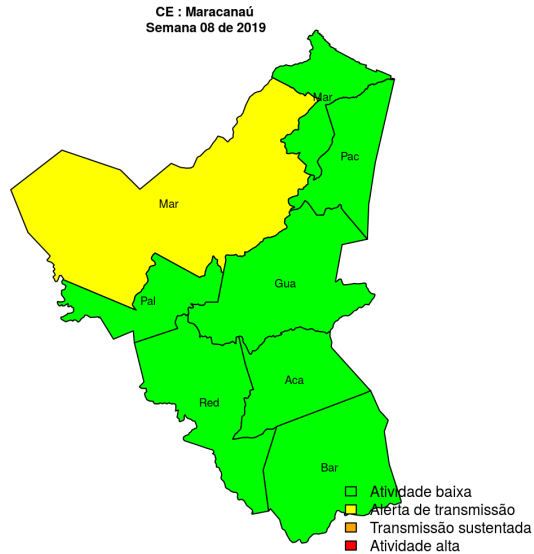 CE : Maracanaú
Semana 08 de 2019
Mar
Pac
Mar
Gua
Pal
Aca
Red
Bar
Atividade baixa
Alerta de transmissão
Transmissão sustentada
Atividade alta